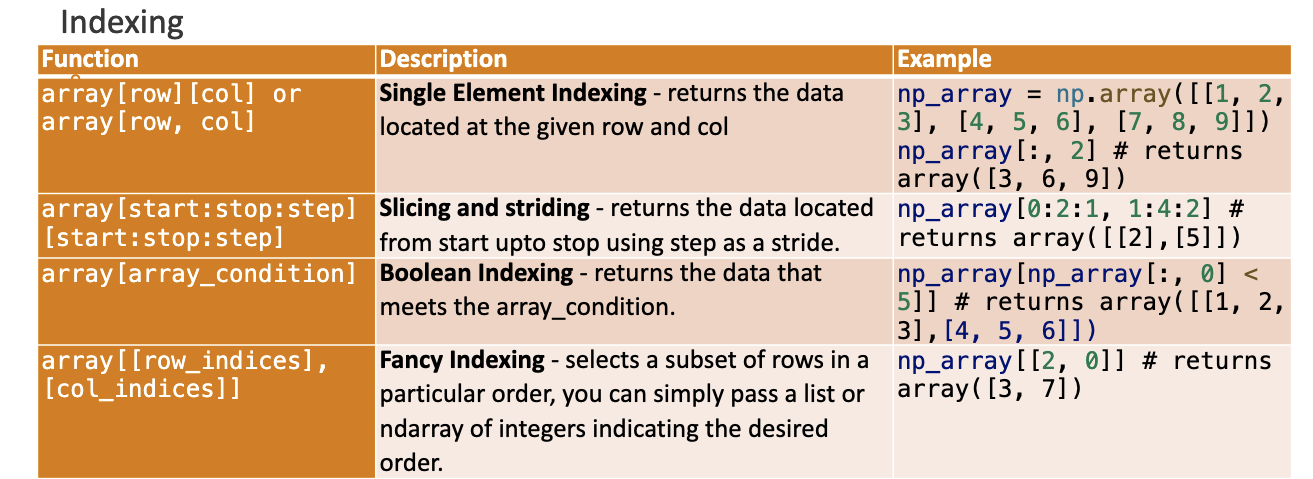 Indexing
Function
Description
Example
array[row][col] or
array[row, col]
Single Element Indexing - returns the data
located at the given row and col
np_array = np.array([[1, 2,
3], [4, 5, 6], [7, 8, 9]])
np_array[:, 2] # returns
array([3, 6, 9])
array[start:stop:step]
[start:stop:step]
Slicing and striding - returns the data located
from start upto stop using step as a stride.
np_array[0:2:1, 1:4:2] #
returns array([[2],[5]])
array[array_condition]
Boolean Indexing - returns the data that
meets the array_condition.
np_array[np_array[:, 0] <
5]] # returns array([[1, 2,
3],[4, 5, 6]])
array[[row_indices],
[col_indices]]
Fancy Indexing - selects a subset of rows in a
particular order, you can simply pass a list or
ndarray of integers indicating the desired
order.
np_array[[2, 0]] # returns
array([3, 7])